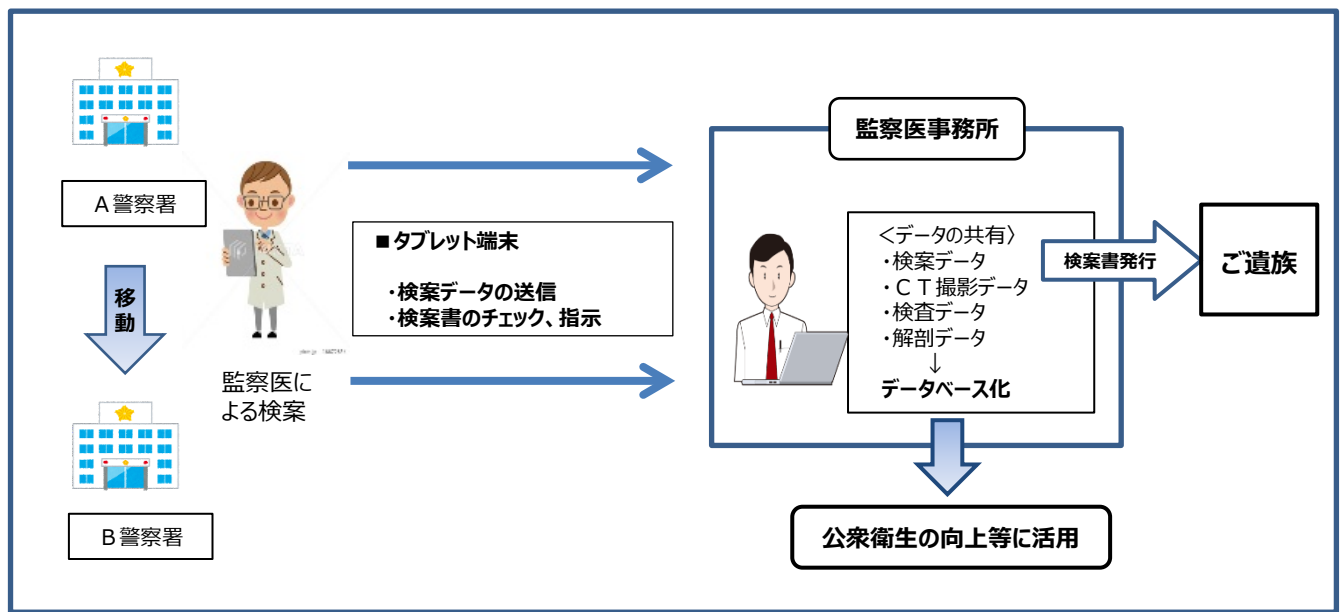 A警察署
移動
B警察署
監察医に
よる検案
■タブレット端末
・検案データの送信
・検案書のチェック、指示
監察医事務所
<データの共有>
・検案データ
・CT撮影データ
・検査データ
・解剖データ
↓
データベース化
検案書発行
ご遺族
公衆衛生の向上等に活用